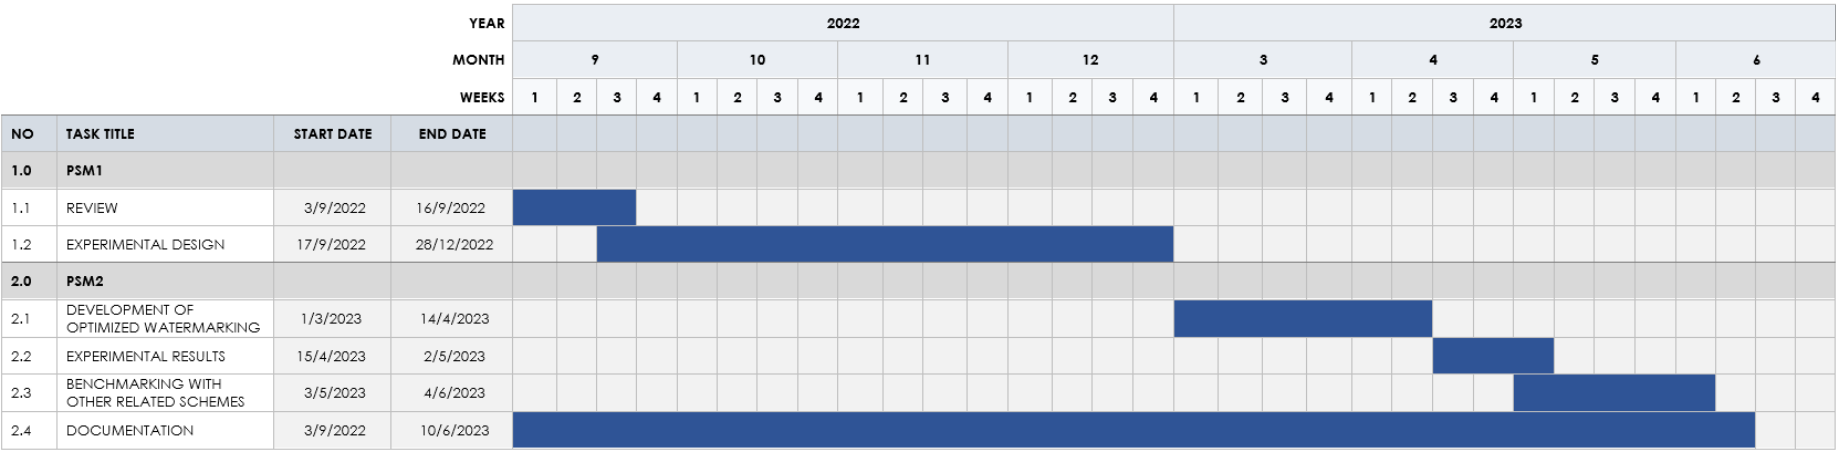 YEAR 2022 2023
MONTH 9 10 11 12 3 4 5 6
WEEKS 1 2 3 4 1 2 3 4 1 2 3 4 1 2 3 4 1 2 3 4 1 2 3 4 1 2 3 4 1 2 3 4
NO TASK TITLE START DATE END DATE
1.0 PSM1
1.1 REVIEW 3/9/2022 16/9/2022
1.2 EXPERIMENTAL DESIGN 17/9/2022 28/12/2022
2.0 PSM2
2.1 DEVELOPMENT OF
OPTIMIZED WATERMARKING 1/3/2023 14/4/2023
2.2 EXPERIMENTAL RESULTS 15/4/2023 2/5/2023
2.3 BENCHMARKING WITH
OTHER RELATED SCHEMES 3/5/2023 4/6/2023
2.4 DOCUMENTATION 3/9/2022 10/6/2023